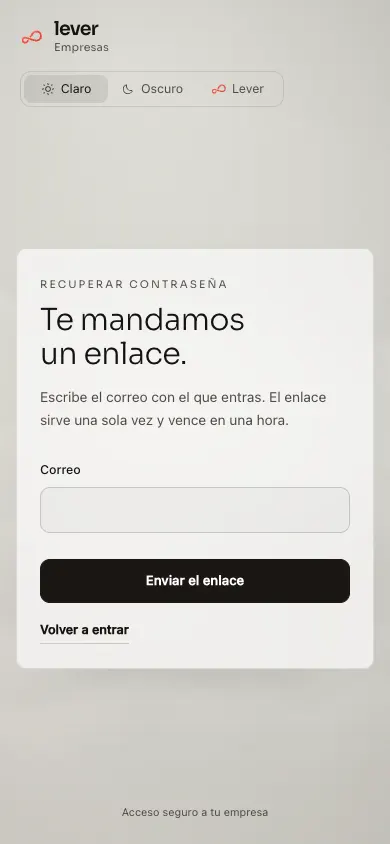 lever
Empresas
Claro
Oscuro
Lever
RECUPERAR CONTRASEÑA
Te mandamos
un enlace.
Escribe el correo con el que entras. El enlace
sirve una sola vez y vence en una hora.
Correo
Enviar el enlace
Volver a entrar
Acceso seguro a tu empresa